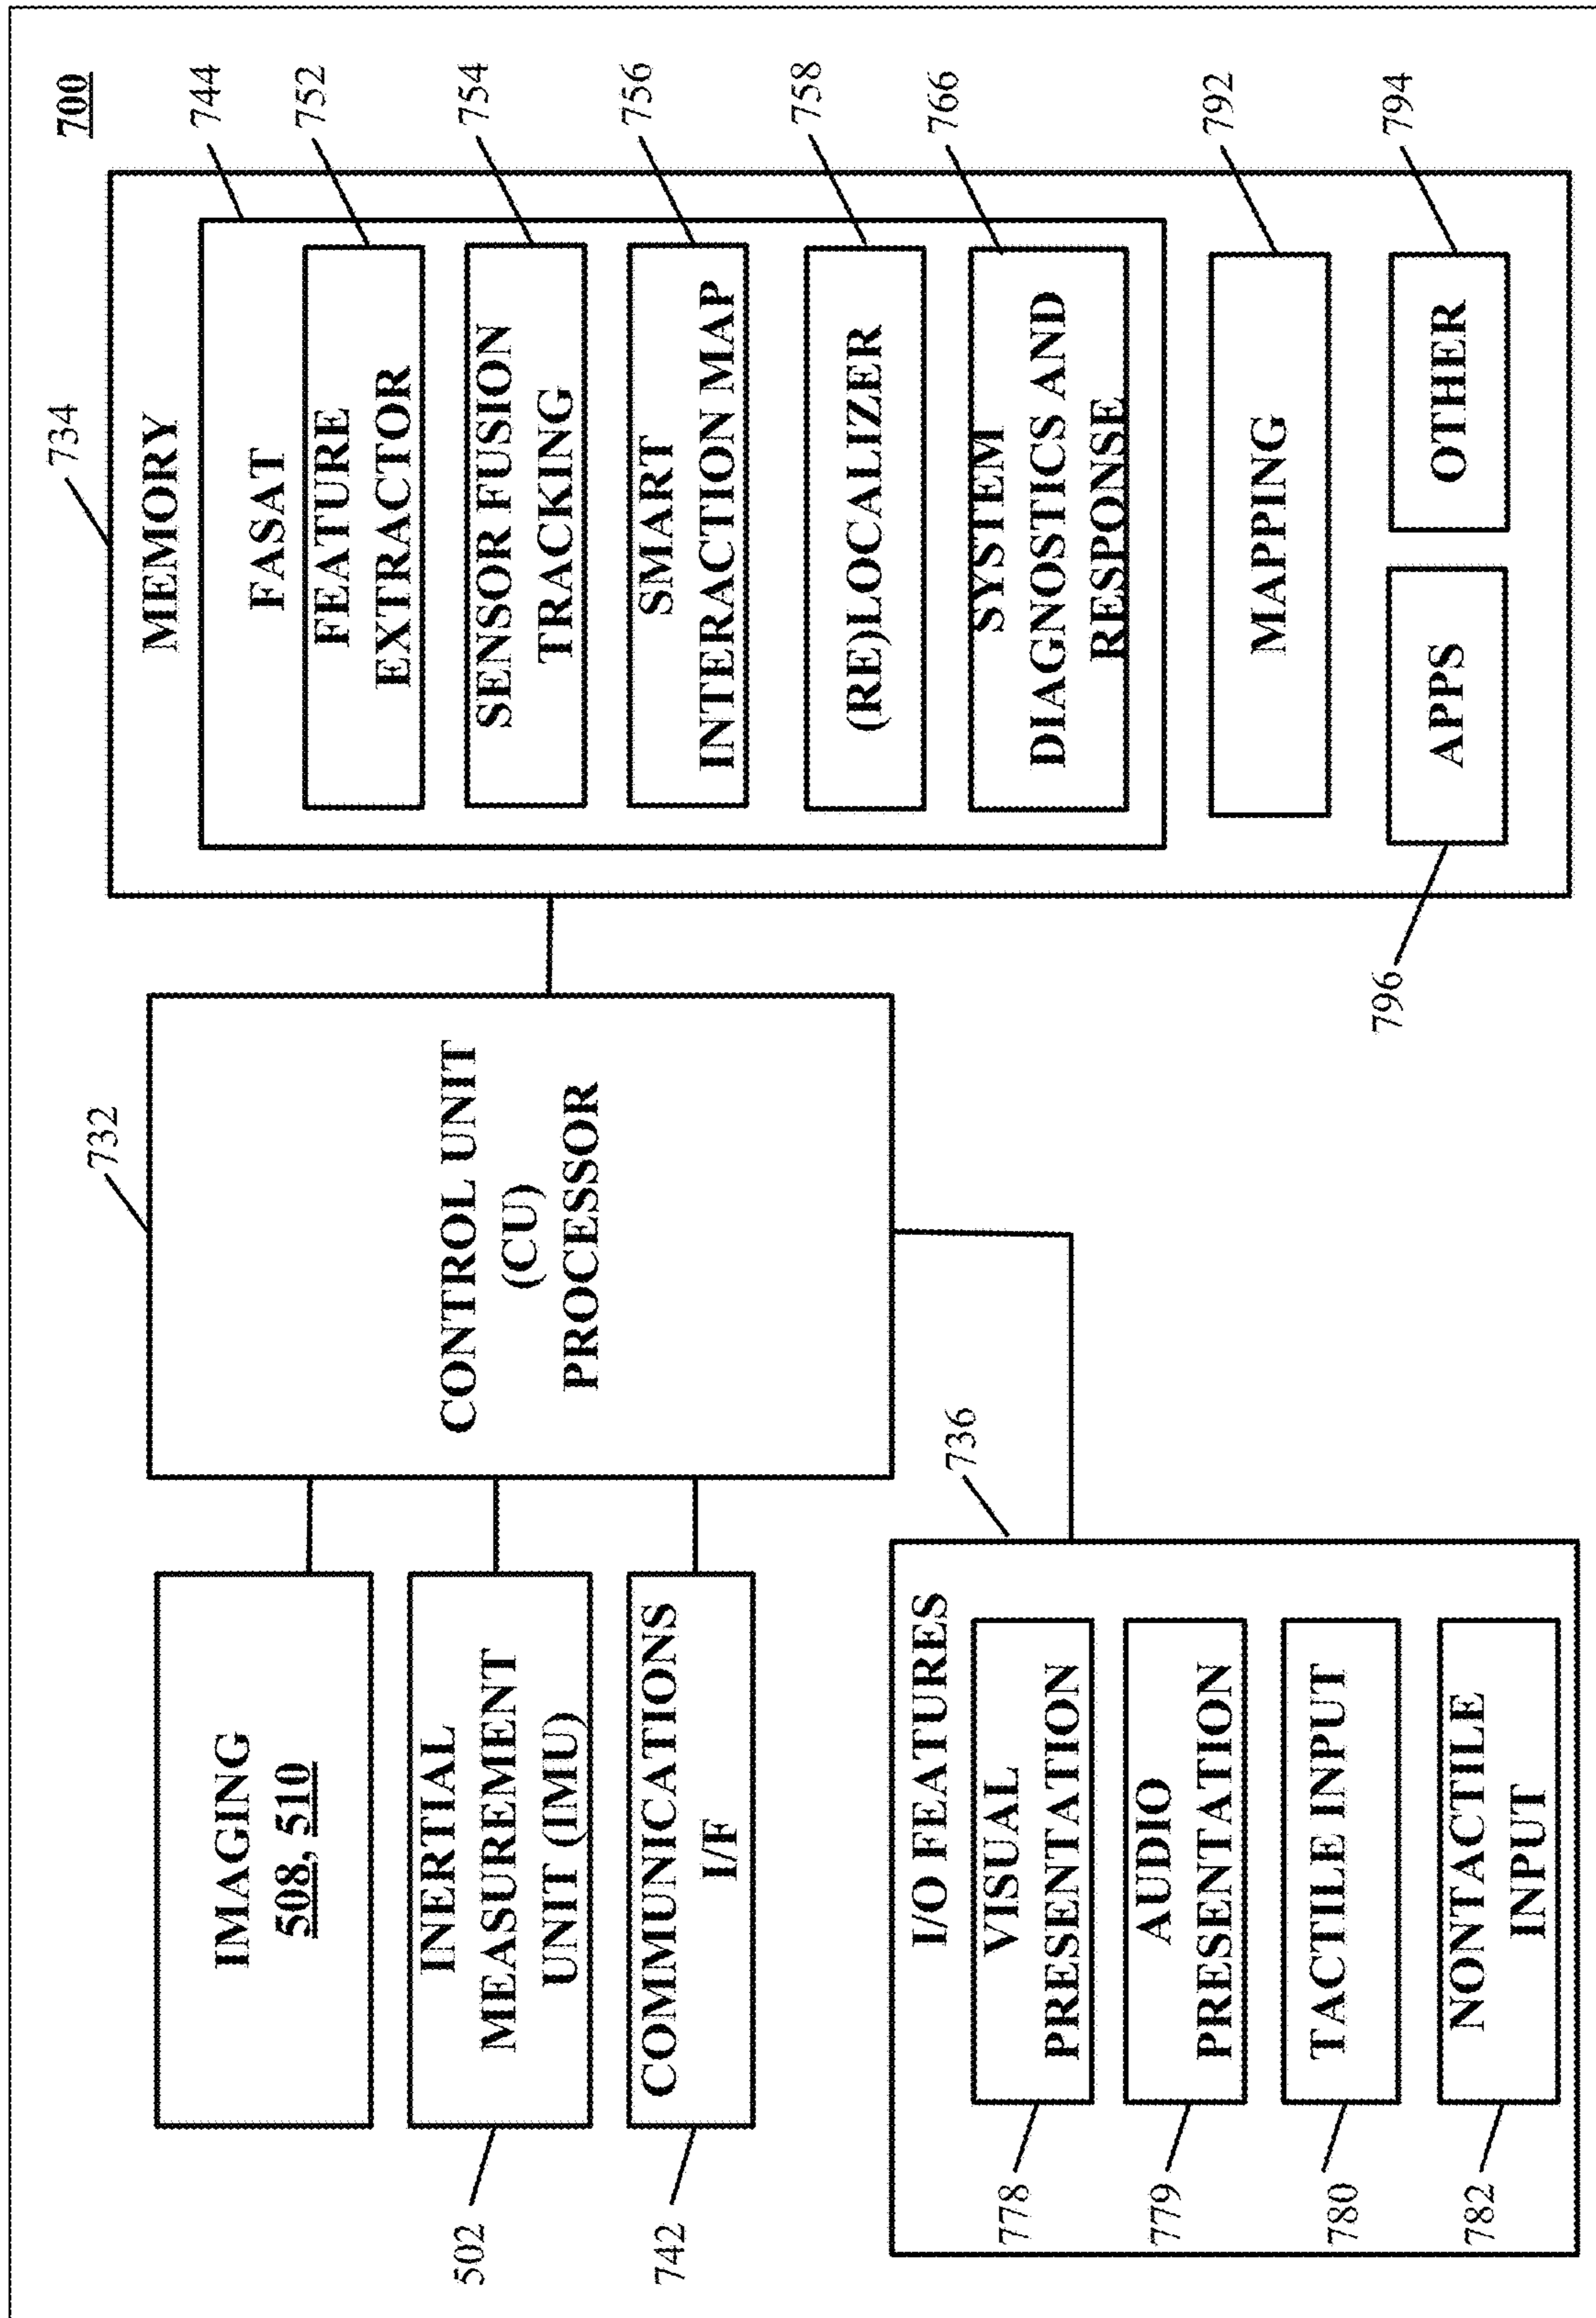 700
732
734
744
752
754
756
758
766
792
794
796
736
502
742
778
779
780
782
IMAGING
508, 510
INERTIAL
MEASUREMENT
UNIT (IMU)
COMMUNICATIONS
I/F
CONTROL UNIT
(CU)
PROCESSOR
MEMORY
FASAT
FEATURE
EXTRACTOR
SENSOR FUSION
TRACKING
SMART
INTERACTION MAP
(RE)LOCALIZER
SYSTEM
DIAGNOSTICS AND
RESPONSE
MAPPING
APPS
OTHER
I/O FEATURES
VISUAL
PRESENTATION
AUDIO
PRESENTATION
TACTILE INPUT
NONTACTILE
INPUT